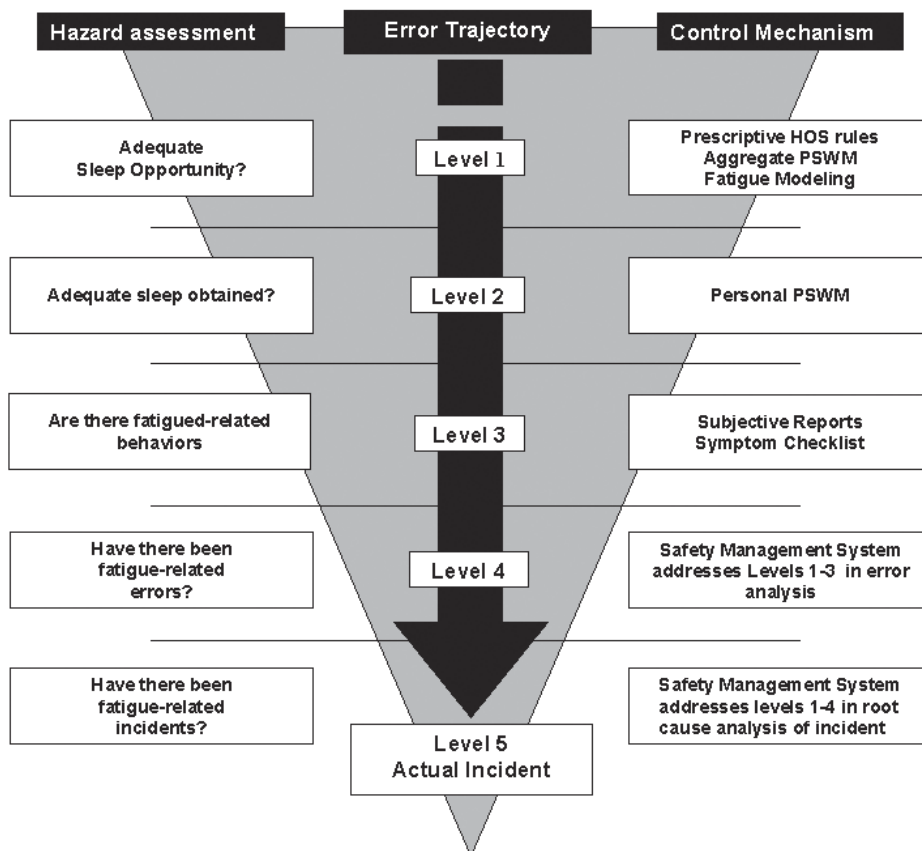 Hazard assessment
Error Trajectory
Control Mechanism
Adequate
Sleep Opportunity?
Level 1
Prescriptive HOS rules
Aggregate PSWM
Fatigue Modeling
Adequate sleep obtained?
Level 2
Personal PSWM
Are there fatigued-related
behaviors
Level 3
Subjective Reports
Symptom Checklist
Have there been
fatigue-related
errors?
Level 4
Safety Management System
addresses Levels 1-3 in error
analysis
Have there been
fatigue-related
incidents?
Level 5
Actual Incident
Safety Management System
addresses levels 1-4 in root
cause analysis of incident